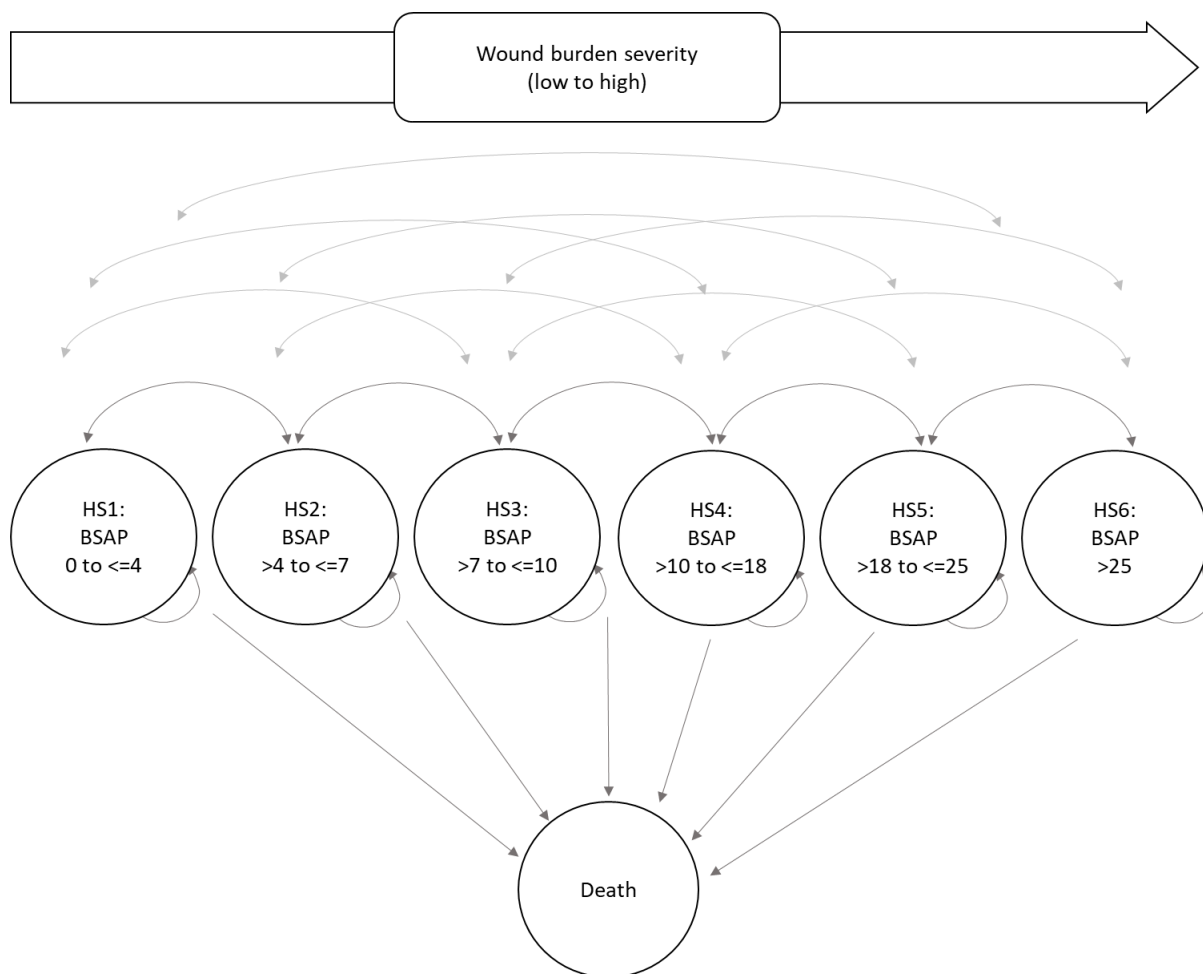 Wound burden severity
(low to high)
HS1:
BSAP
0 to <=4
HS2:
BSAP
>4 to <=7
HS3:
BSAP
>7 to <=10
HS4:
BSAP
>10 to <=18
HS5:
BSAP
>18 to <=25
HS6:
BSAP
>25
Death